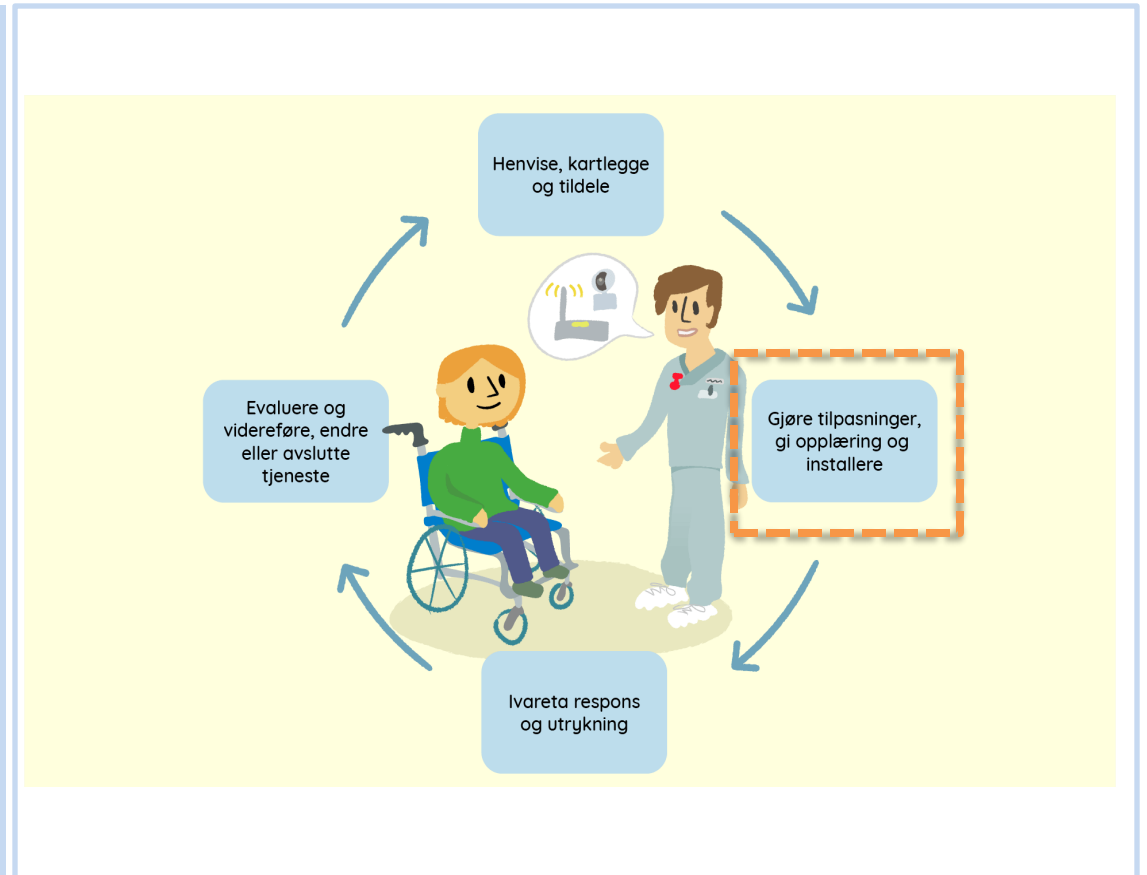 Henvise, kartlegge
og tildele
Gjøre tilpasninger,
gi opplæring og
installere
Ivareta respons
og utrykning
Evaluere og
videreføre, endre
eller avslutte
tjeneste